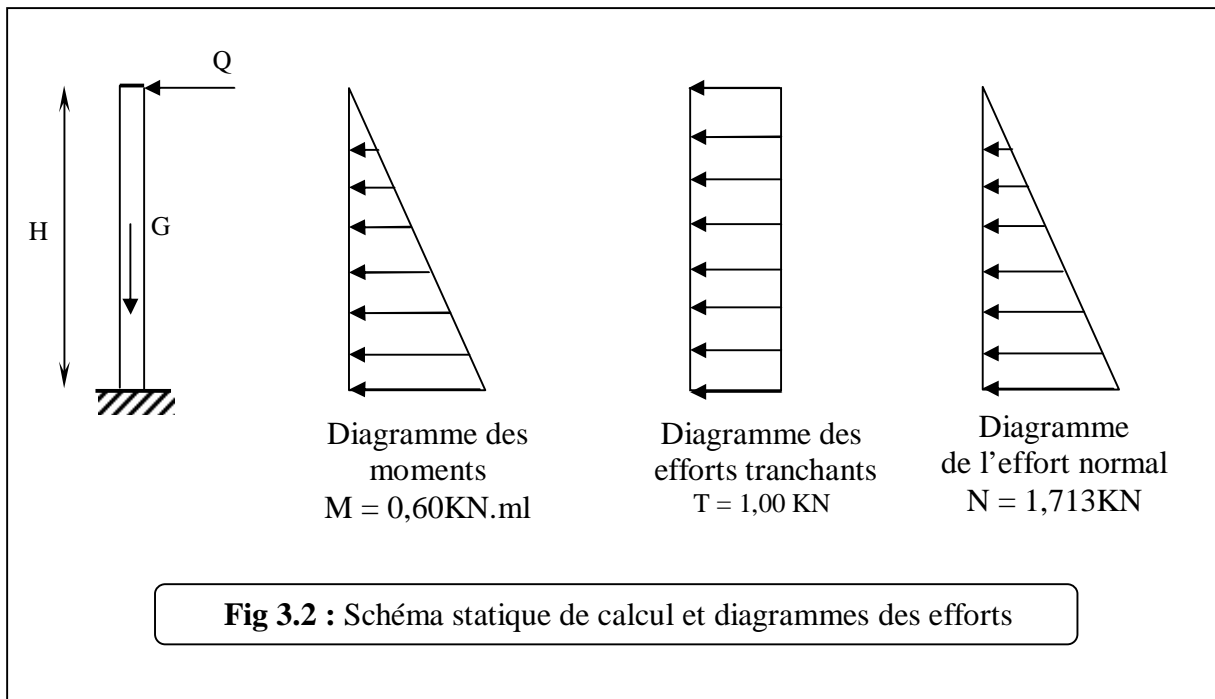 Q
H
G
Diagramme des
moments
M = 0,60KN.ml
Diagramme des
efforts tranchants
T = 1,00 KN
Diagramme
de l’effort normal
N = 1,713KN
Fig 3.2 : Schéma statique de calcul et diagrammes des efforts